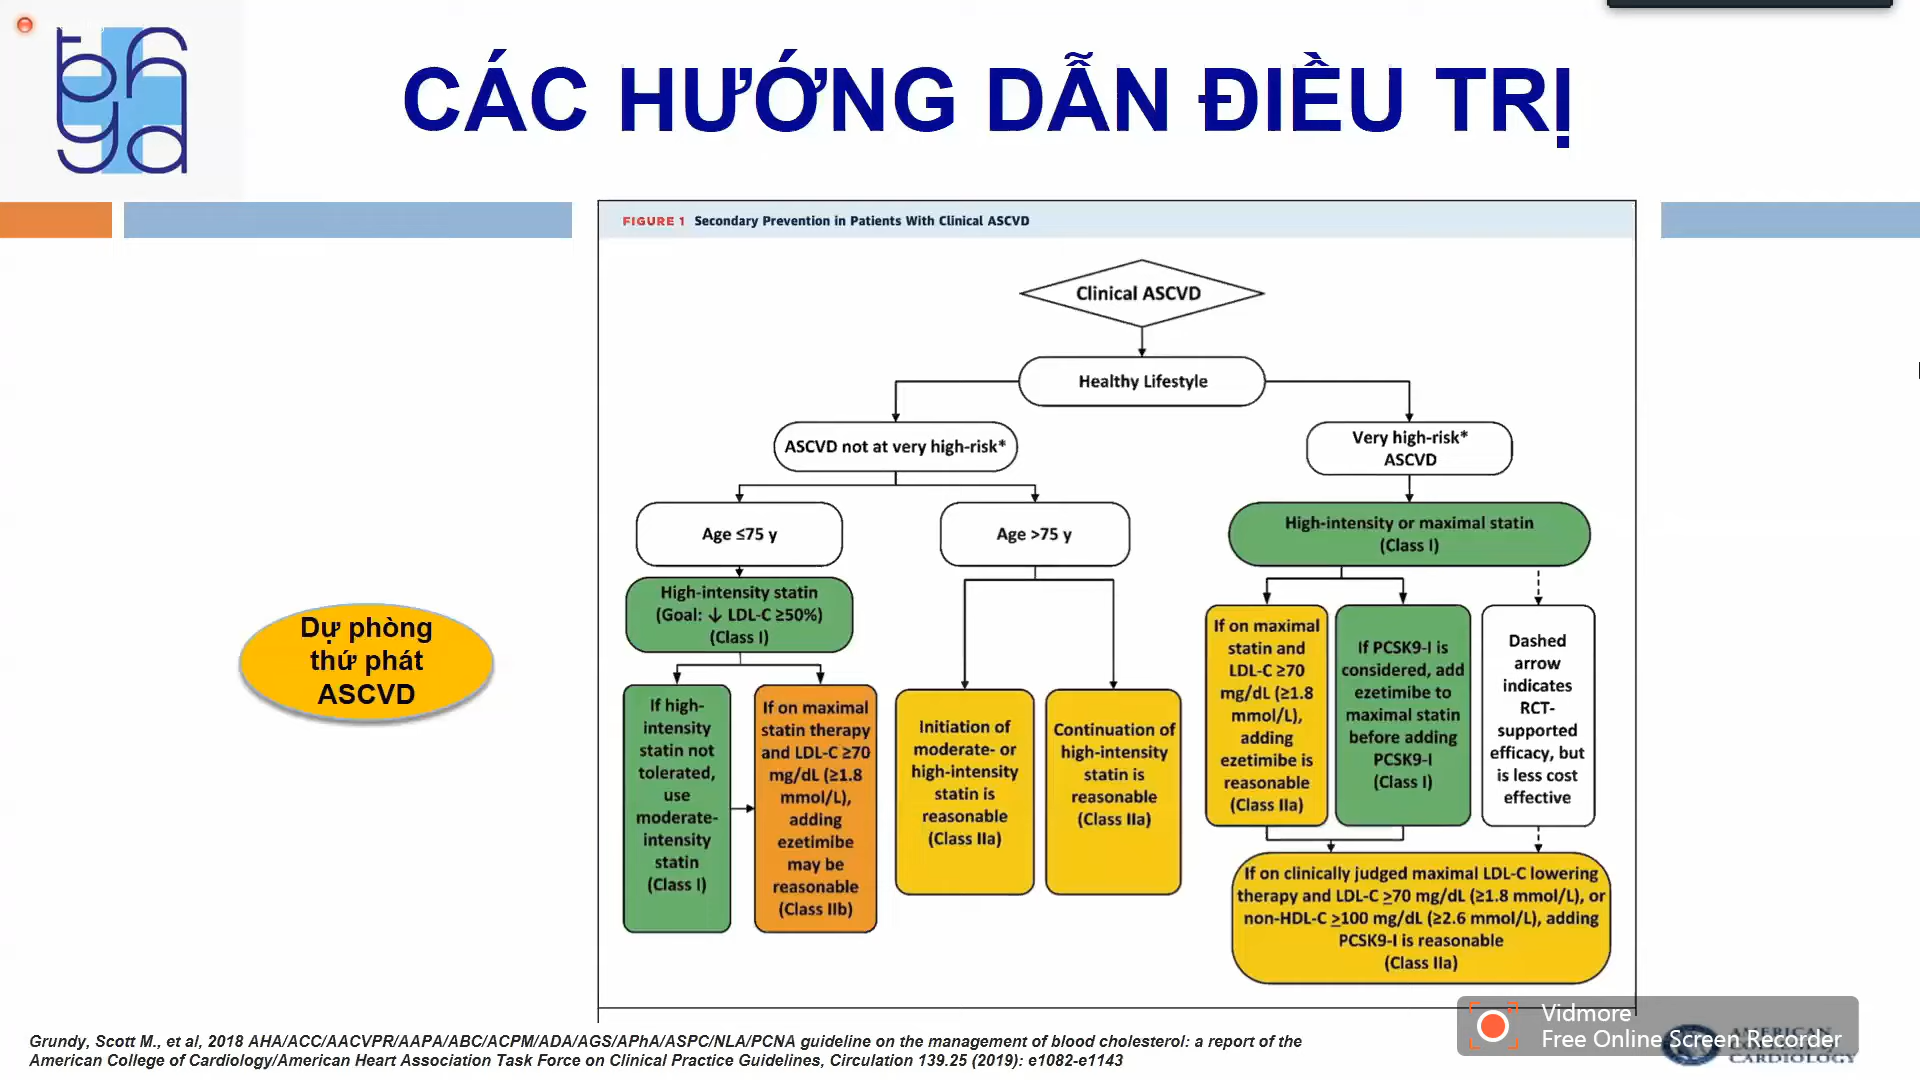 CÁC HƯỚNG DẪN ĐIỀU TRỊ
FIGURE 1 Secondary Prevention in Patients With Clinical ASCVD
Clinical ASCVD
Healthy Lifestyle
ASCVD not at very high-risk*
Very high-risk*
ASCVD
Age ≤75 y
Age >75 y
High-intensity or maximal statin
(Class I)
High-intensity statin
(Goal: ↓ LDL-C ≥50%)
(Class I)
If high-
intensity
statin not
tolerated,
use
moderate-
intensity
statin
(Class I)
If on maximal
statin therapy
and LDL-C ≥70
mg/dL (≥1.8
mmol/L),
adding
ezetimibe
may be
reasonable
(Class IIb)
Initiation of
moderate- or
high-intensity
statin is
reasonable
(Class IIa)
Continuation of
high-intensity
statin is
reasonable
(Class IIa)
If on maximal
statin and
LDL-C ≥70
mg/dL (≥1.8
mmol/L),
adding
ezetimibe is
reasonable
(Class IIa)
If PCSK9-I is
considered, add
ezetimibe to
maximal statin
before adding
PCSK9-I
(Class I)
Dashed
arrow
indicates
RCT-
supported
efficacy, but
is less cost
effective
If on clinically judged maximal LDL-C lowering
therapy and LDL-C ≥70 mg/dL (≥1.8 mmol/L), or
non-HDL-C ≥100 mg/dL (≥2.6 mmol/L), adding
PCSK9-I is reasonable
(Class IIa)
Dự phòng
thứ phát
ASCVD
Grundy, Scott M., et al, 2018 AHA/ACC/AACVPR/AAPA/ABC/ACPM/ADA/AGS/APhA/ASPC/NLA/PCNA guideline on the management of blood cholesterol: a report of the
American College of Cardiology/American Heart Association Task Force on Clinical Practice Guidelines, Circulation 139.25 (2019): e1082-e1143
Vidmore
Free Online Screen Recorder
AMERICAN
CARDIOLOGY